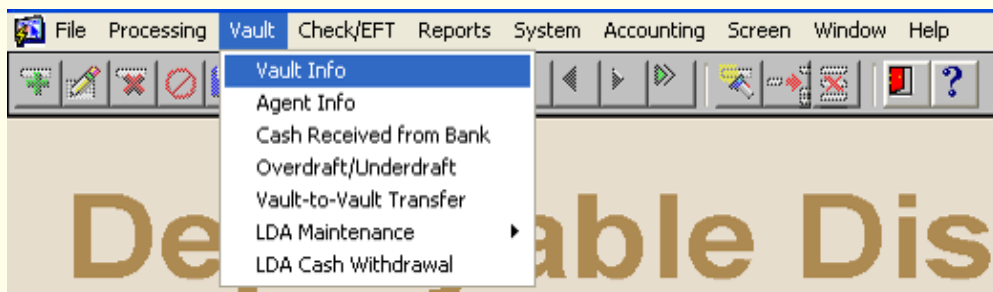 File Processing Vault Check/EFT Reports System Accounting Screen Window Help
Vault Info
Agent Info
Cash Received from Bank
Overdraft/Underdraft
Vault-to-Vault Transfer
LDA Maintenance
LDA Cash Withdrawal
Dis